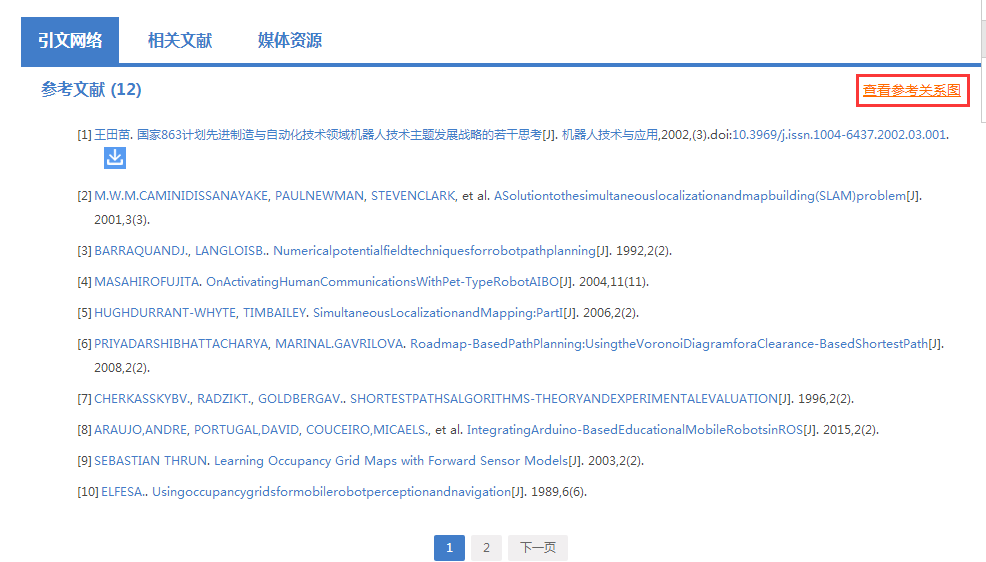 引文网络 相关文献 媒体资源
参考文献 (12) 查看参考关系图
[1] 王田苗. 国家863计划先进制造与自动化技术领域机器人技术主题发展战略的若干思考[J]. 机器人技术与应用,2002,(3).doi:10.3969/j.issn.1004-6437.2002.03.001.
[2] M.W.M.CAMINIDISSANAYAKE, PAULNEWMAN, STEVENCLARK, et al. ASolutiontothesimultaneouslocalizationandmapbuilding(SLAM)problem[J].
2001,3(3).
[3] BARRAQUANDJ., LANGLOISB.. Numericalpotentialfieldtechniquesforrobotpathplanning[J]. 1992,2(2).
[4] MASAHIROFUJITA. OnActivatingHumanCommunicationsWithPet-TypeRobotAIBO[J]. 2004,11(11).
[5] HUGHDURRANT-WHYTE, TIMBAILEY. SimultaneousLocalizationandMapping:PartI[J]. 2006,2(2).
[6] PRIYADARSHIBHATTACHARYA, MARINAL.GAVRILOVA. Roadmap-BasedPathPlanning:UsingtheVoronoiDiagramforaClearance-BasedShortestPath[J].
2008,2(2).
[7] CHERKASSKYBV., RADZIKT., GOLDBERGAV.. SHORTESTPATHSALGORITHMS-THEORYANDEXPERIMENTALEVALUATION[J]. 1996,2(2).
[8] ARAUJO,ANDRE, PORTUGAL,DAVID, COUCEIRO,MICAELS., et al. IntegratingArduino-BasedEducationalMobileRobotsinROS[J]. 2015,2(2).
[9] SEBASTIAN THRUN. Learning Occupancy Grid Maps with Forward Sensor Models[J]. 2003,2(2).
[10] ELFESA.. Usingoccupancygridsformobilerobotperceptionandnavigation[J]. 1989,6(6).
1 2 下一页